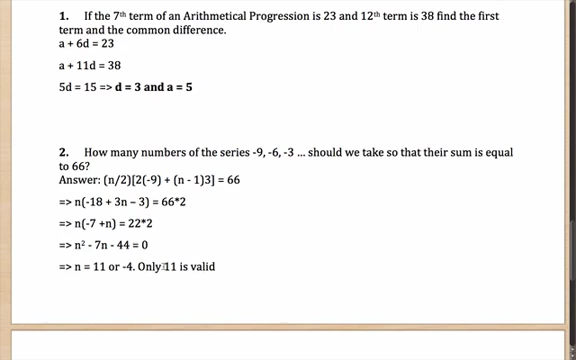 1. If the 7th term of an Arithmetical Progression is 23 and 12th term is 38 find the first
term and the common difference.
a + 6d = 23
a + 11d = 38
5d = 15 => d = 3 and a = 5
2. How many numbers of the series -9, -6, -3 ... should we take so that their sum is equal
to 66?
Answer: (n/2)[2(-9) + (n - 1)3] = 66
=> n(-18 + 3n – 3) = 66*2
=> n(-7 +n) = 22*2
=> n² - 7n - 44 = 0
=> n = 11 or -4. Only 11 is valid